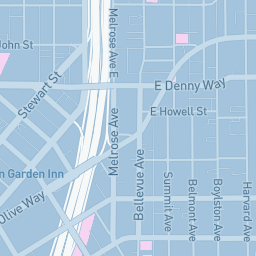 Melrose Ave E
John St
Stewart St
E Denny Way
E Howell St
Melrose Ave
n Garden Inn
Olive Way
Bellevue Ave
Summit Ave
Belmont Ave
Boylston Ave
Harvard Ave